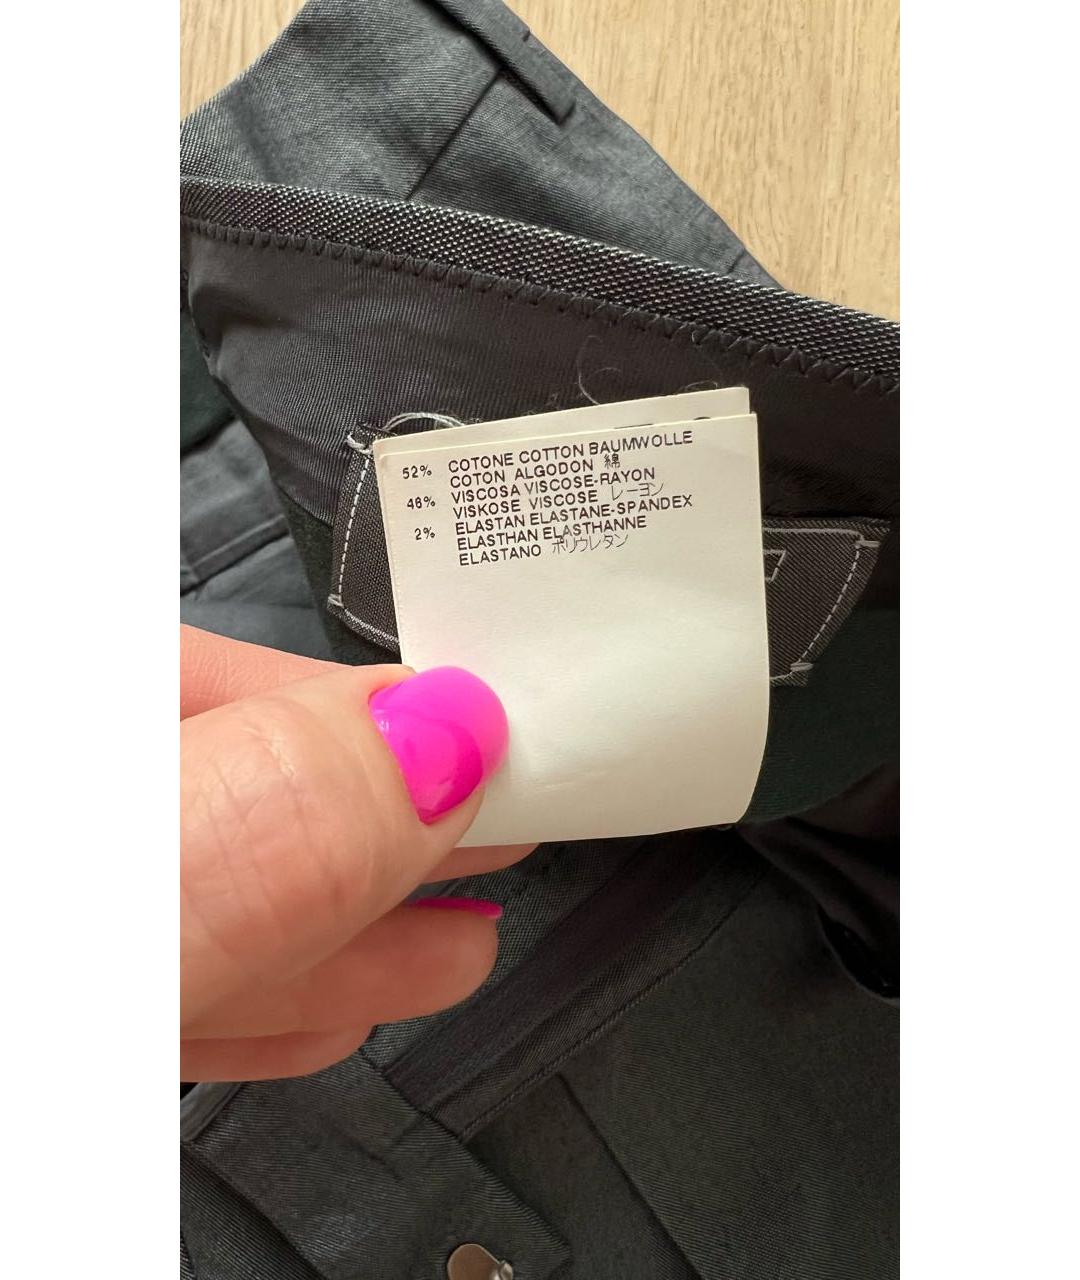 52% COTONE COTTON BAUMWOLLE
COTON ALGODON 綿
46% VISCOSA VISCOSE-RAYON
VISKOSE VISCOSE レーヨン
2% ELASTAN ELASTANE-SPANDEX
ELASTHAN ELASTHANNE
ELASTANO ポリウレタン